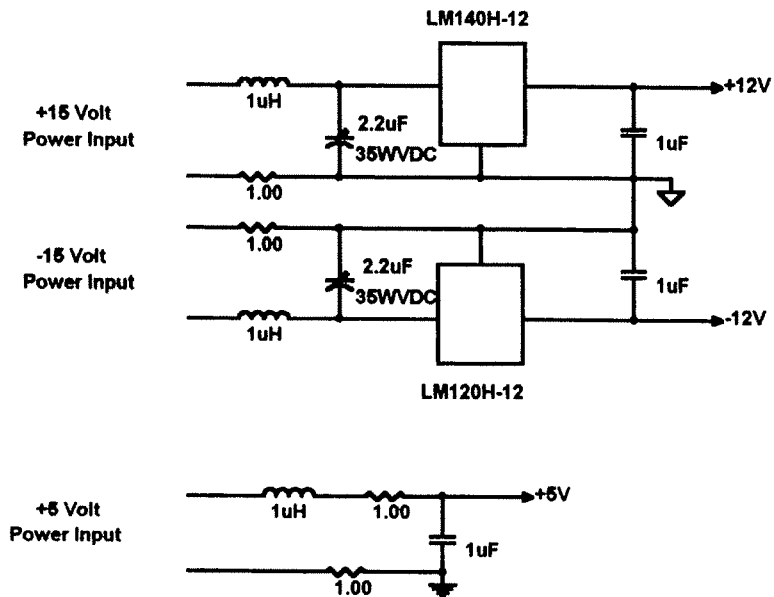 LM140H-12
+12V
1uH
+15 Volt
Power Input
2.2uF
35WVDC
1uF
1.00
1.00
-15 Volt
Power Input
2.2uF
35WVDC
1uF
1uH
-12V
LM120H-12
+5 Volt
Power Input
1uH
1.00
+5V
1uF
1.00